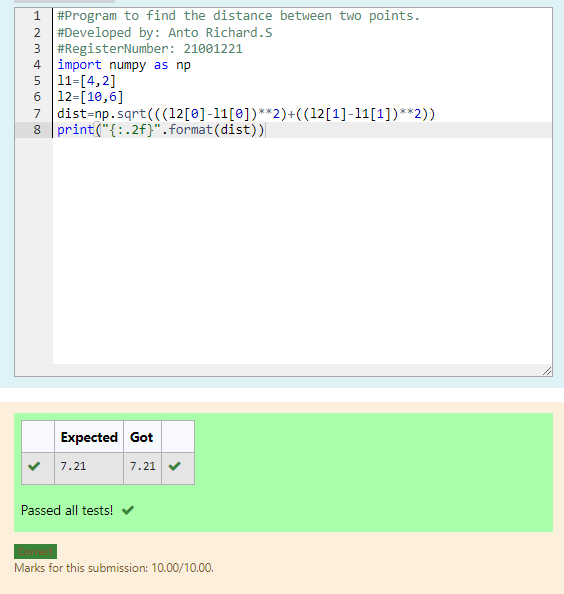 1 #Program to find the distance between two points.
2 #Developed by: Anto Richard.S
3 #RegisterNumber: 21001221
4 import numpy as np
5 l1=[4,2]
6 l2=[10,6]
7 dist=np.sqrt(((l2[0]-l1[0])**2)+((l2[1]-l1[1])**2))
8 print("{:.2f}".format(dist))
Expected Got
7.21 7.21
Passed all tests!
Correct
Marks for this submission: 10.00/10.00.